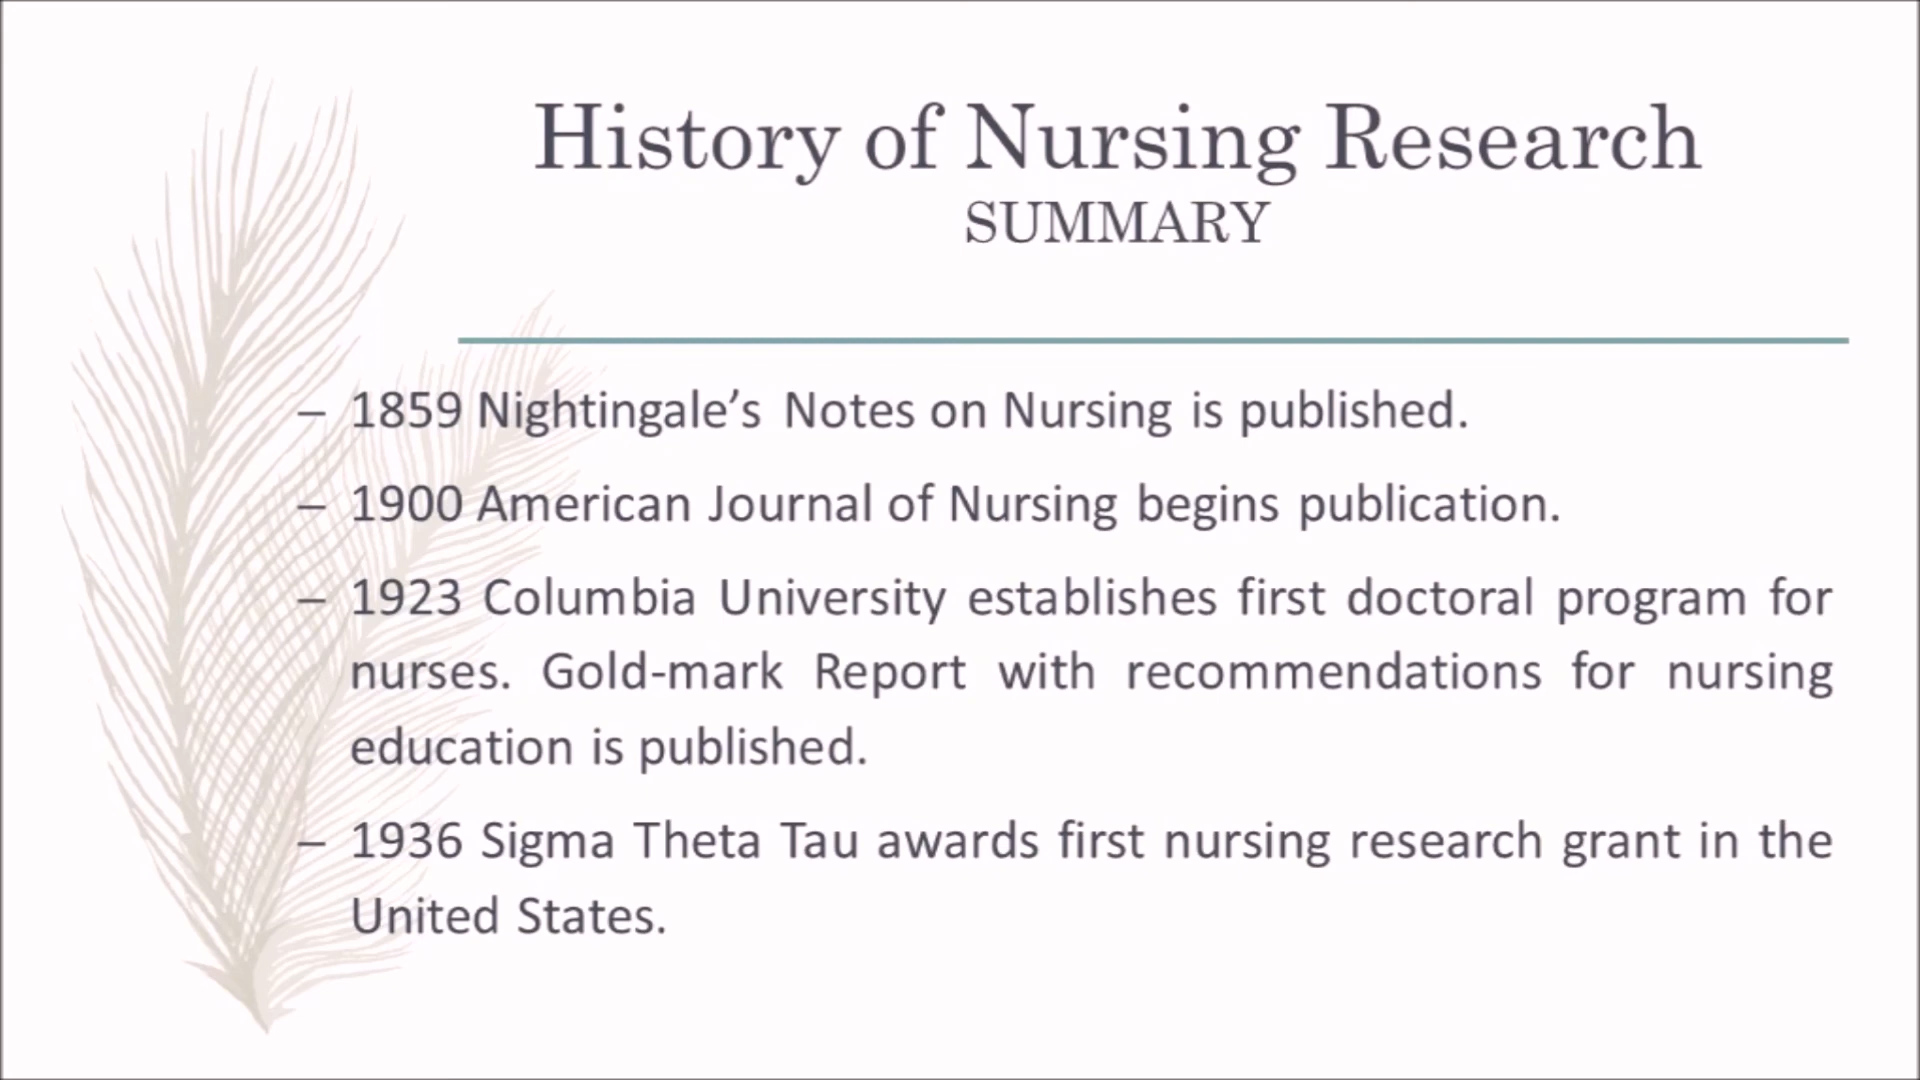 History of Nursing Research
SUMMARY
– 1859 Nightingale’s Notes on Nursing is published.
– 1900 American Journal of Nursing begins publication.
– 1923 Columbia University establishes first doctoral program for
nurses. Gold-mark Report with recommendations for nursing
education is published.
– 1936 Sigma Theta Tau awards first nursing research grant in the
United States.